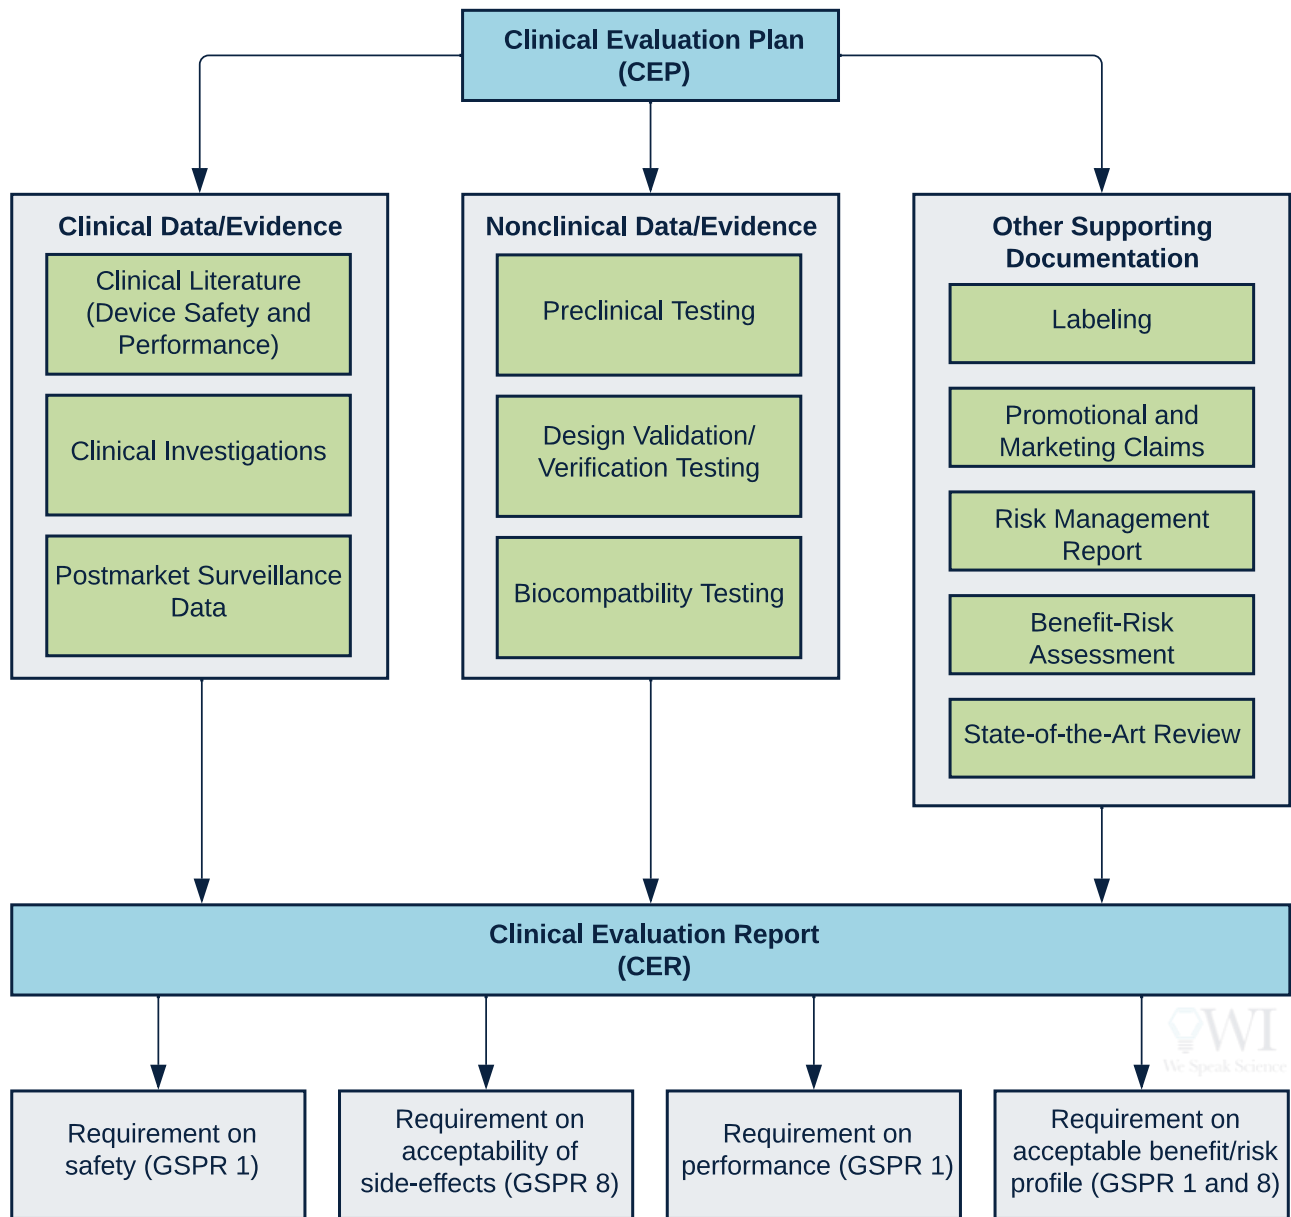 Clinical Evaluation Plan
(CEP)
Clinical Data/Evidence
Clinical Literature
(Device Safety and
Performance)
Clinical Investigations
Postmarket Surveillance
Data
Nonclinical Data/Evidence
Preclinical Testing
Design Validation/
Verification Testing
Biocompatbility Testing
Other Supporting
Documentation
Labeling
Promotional and
Marketing Claims
Risk Management
Report
Benefit-Risk
Assessment
State-of-the-Art Review
Clinical Evaluation Report
(CER)
WI
We Speak Science
Requirement on
safety (GSPR 1)
Requirement on
acceptability of
side-effects (GSPR 8)
Requirement on
performance (GSPR 1)
Requirement on
acceptable benefit/risk
profile (GSPR 1 and 8)